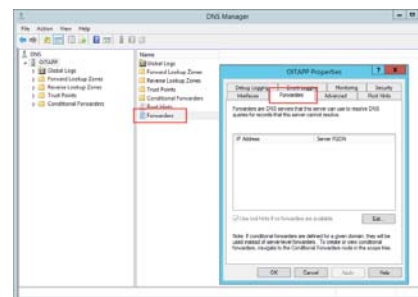 DNS Manager
File Action View Help
DNS
OITAPP
Global Logs
Forward Lookup Zones
Reverse Lookup Zones
Trust Points
Conditional Forwarders
Name
Global Logs
Forward Lookup Zones
Reverse Lookup Zones
Trust Points
Conditional Forwarders
Root Hints
Forwarders
OITAPP Properties
Debug Logging Event Logging Monitoring Security
Interfaces Forwarders Advanced Root Hints
Forwarders are DNS servers that this server can use to resolve DNS
queries for records that this server cannot resolve.
IP Address Server FQDN
Use root hints if no forwarders are available
Edit...
Note: If conditional forwarders are defined for a given domain, they will be
used instead of server-level forwarders. To create or view conditional
forwarders, navigate to the Conditional Forwarders node in the scope tree.
OK Cancel Apply Help